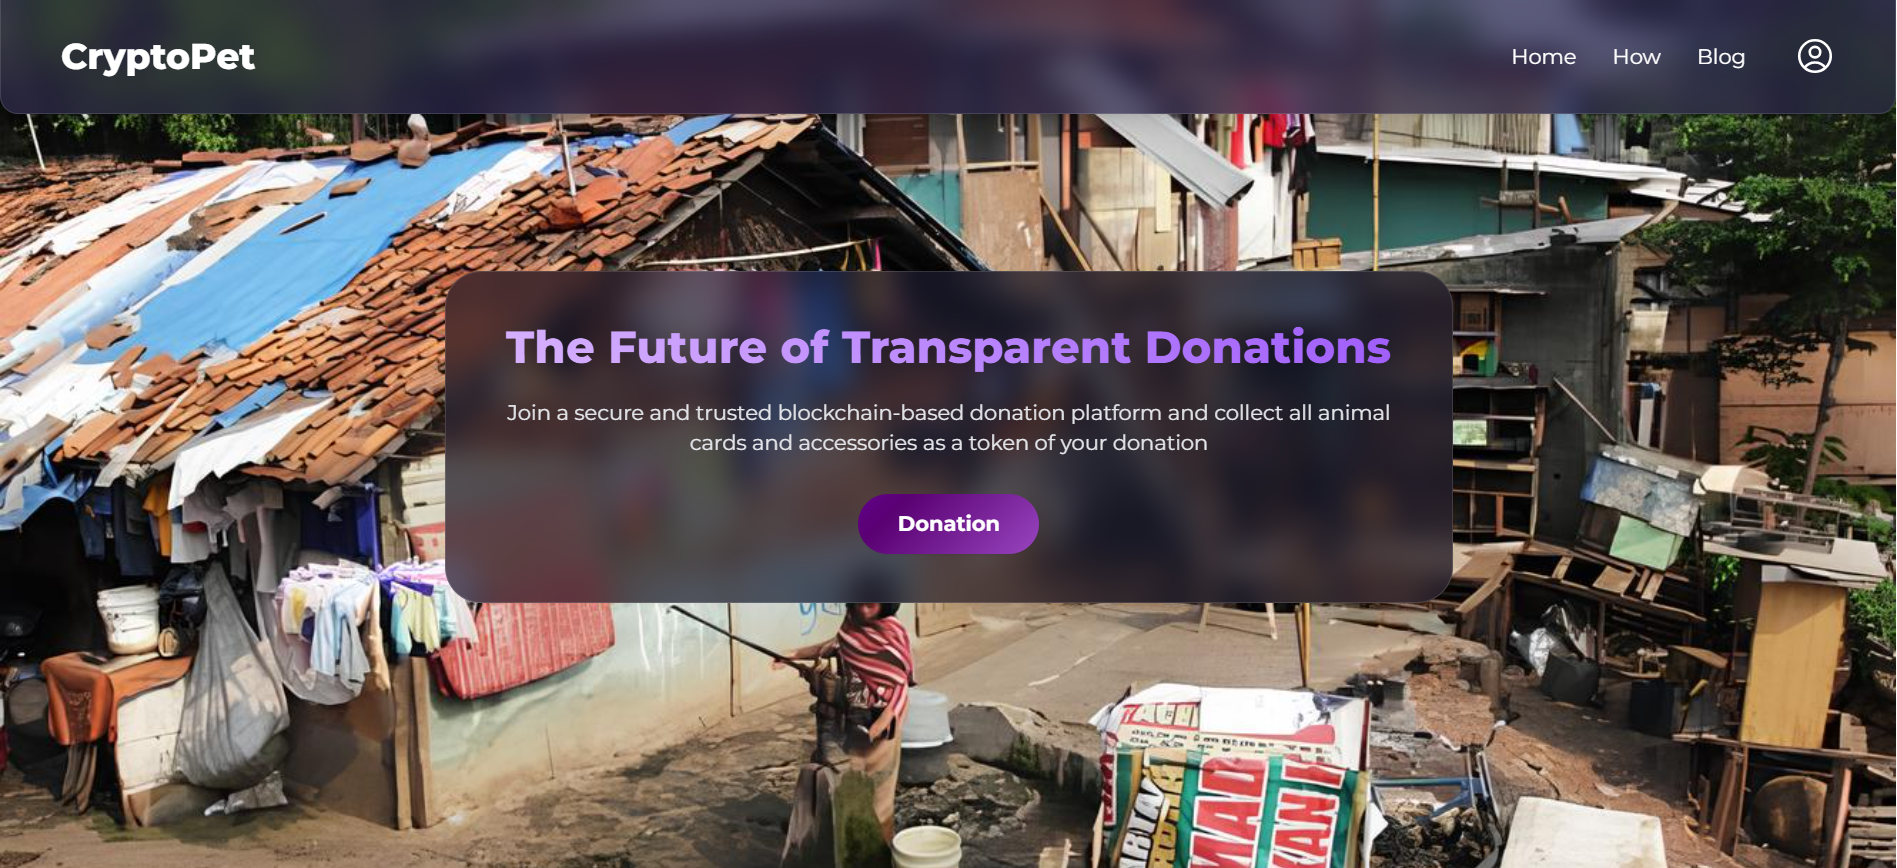 CryptoPet
Home How Blog
The Future of Transparent Donations
Join a secure and trusted blockchain-based donation platform and collect all animal
cards and accessories as a token of your donation
Donation